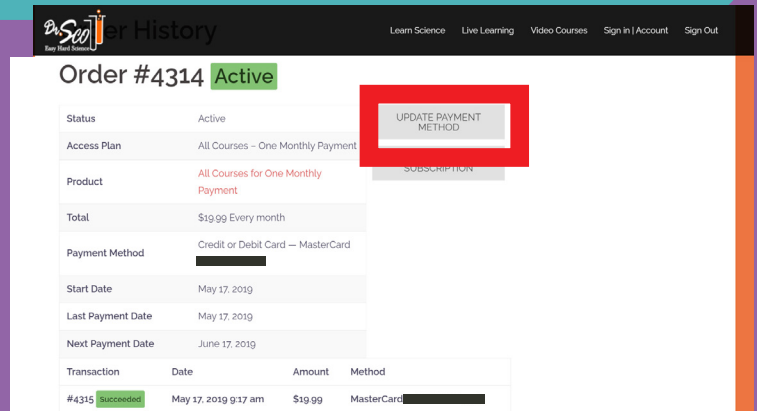 Dr. Sco
Easy Hard Science
er History
Learn Science Live Learning Video Courses Sign in | Account Sign Out
Order #4314 Active
UPDATE PAYMENT
METHOD
SUBSCRIPTION
Status Active
Access Plan All Courses – One Monthly Payment
Product All Courses for One Monthly
Payment
Total $19.99 Every month
Payment Method Credit or Debit Card — MasterCard
Start Date May 17, 2019
Last Payment Date May 17, 2019
Next Payment Date June 17, 2019
Transaction Date Amount Method
#4315 Succeeded May 17, 2019 9:17 am $19.99 MasterCard